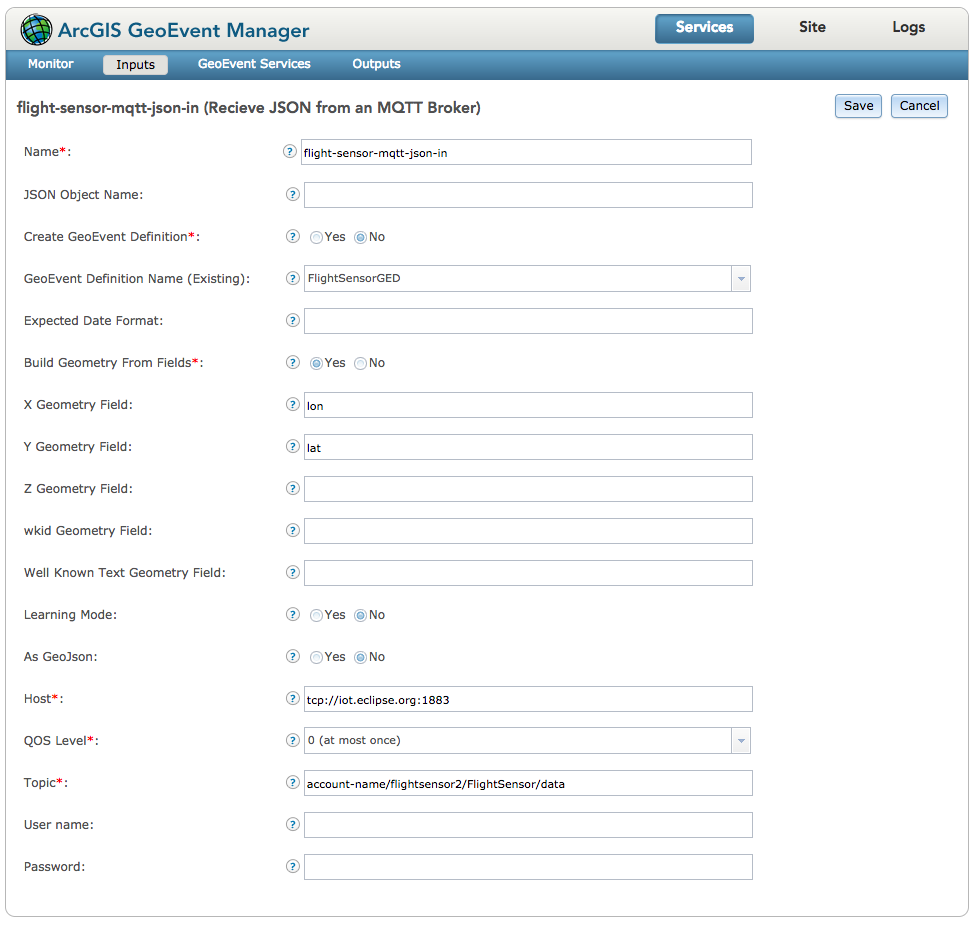 ArcGIS GeoEvent Manager
Services Site Logs
Monitor Inputs GeoEvent Services Outputs
flight-sensor-mqtt-json-in (Recieve JSON from an MQTT Broker) Save Cancel
Name*: ? flight-sensor-mqtt-json-in
JSON Object Name: ?
Create GeoEvent Definition*: ? Yes No
GeoEvent Definition Name (Existing): ? FlightSensorGED
Expected Date Format: ?
Build Geometry From Fields*: ? Yes No
X Geometry Field: ? lon
Y Geometry Field: ? lat
Z Geometry Field: ?
wkid Geometry Field: ?
Well Known Text Geometry Field: ?
Learning Mode: ? Yes No
As GeoJson: ? Yes No
Host*: ? tcp://iot.eclipse.org:1883
QOS Level*: ? 0 (at most once)
Topic*: ? account-name/flightsensor2/FlightSensor/data
User name: ?
Password: ?